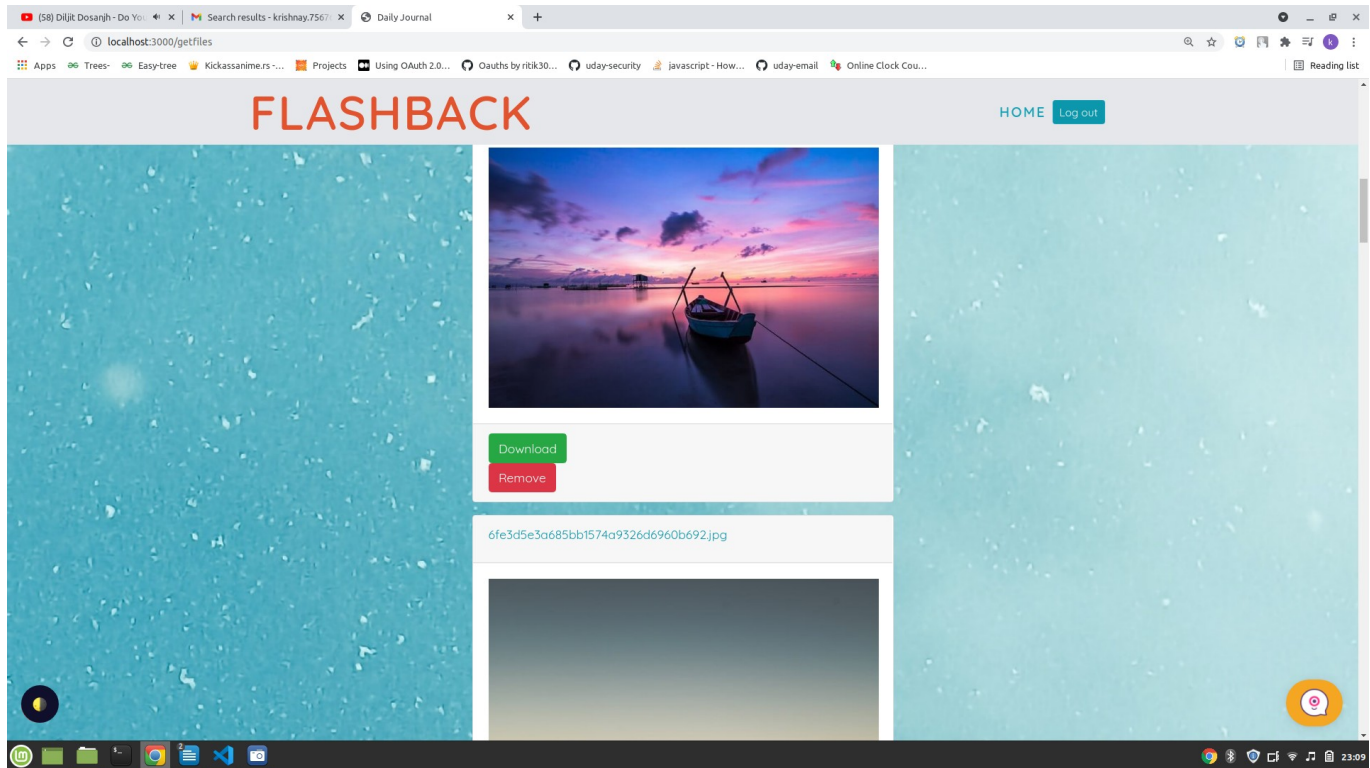 (58) Diljit Dosanjh - Do You
Search results - krishnay.7567
Daily Journal
localhost:3000/getfiles
Apps
Trees-
Easy-tree
Kickassanime.rs -...
Projects
Using OAuth 2.0...
Oauths by ritik30...
uday-security
javascript - How...
uday-email
Online Clock Cou...
Reading list
FLASHBACK
HOME
Log out
Download
Remove
6fe3d5e3a685bb1574a9326d6960b692.jpg
2
23:09